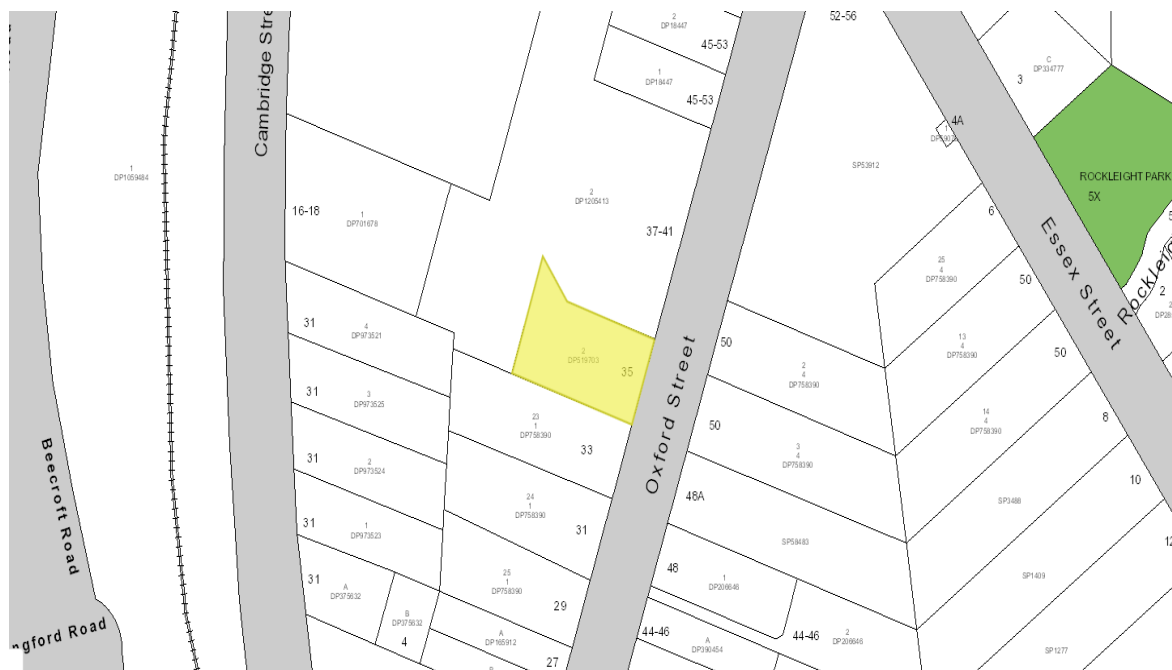 52-56
Cambridge Stree
2
DP18447
45-53
1
DP18447
45-53
C
DP334777
3
4A
1
SP53912
1
DP1059484
ROCKLEIGHT PARK
5X
2
DP1205413
16-18
1
DP701678
37-41
6
Essex Street
25
4
DP758390
50
Rocklei
2
31
4
DP973521
13
4
DP758390
50
2
DP519703
35
Oxford Street
50
2
4
DP758390
31
3
DP973525
23
1
DP758390
33
50
3
4
DP758390
14
4
DP758390
8
Beecroft Road
31
2
DP973524
10
24
1
DP758390
31
48A
SP3488
31
1
DP973523
SP58483
12
31
A
DP375632
25
1
DP758390
29
48
1
DP206646
SP1409
B
DP375632
4
A
DP165912
27
44-46
A
DP390454
44-46
2
DP206646
SP1277
ngford Road